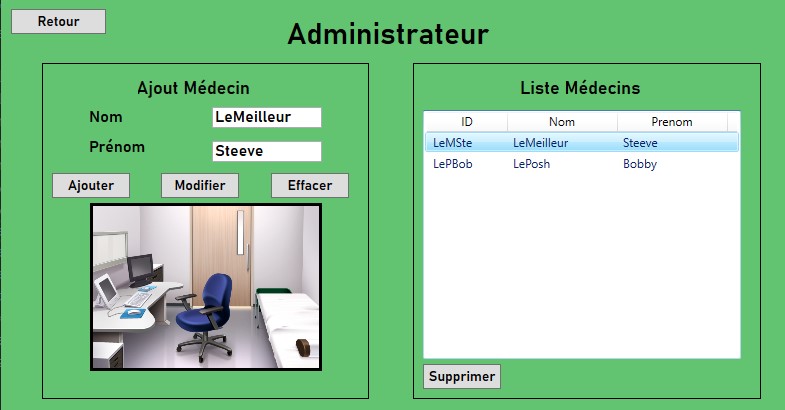 Retour
Administrateur
Ajout Médecin
Nom LeMeilleur
Prénom Steeve
Ajouter Modifier Effacer
Liste Médecins
ID Nom Prenom
LeMSte LeMeilleur Steeve
LePBob LePosh Bobby
Supprimer